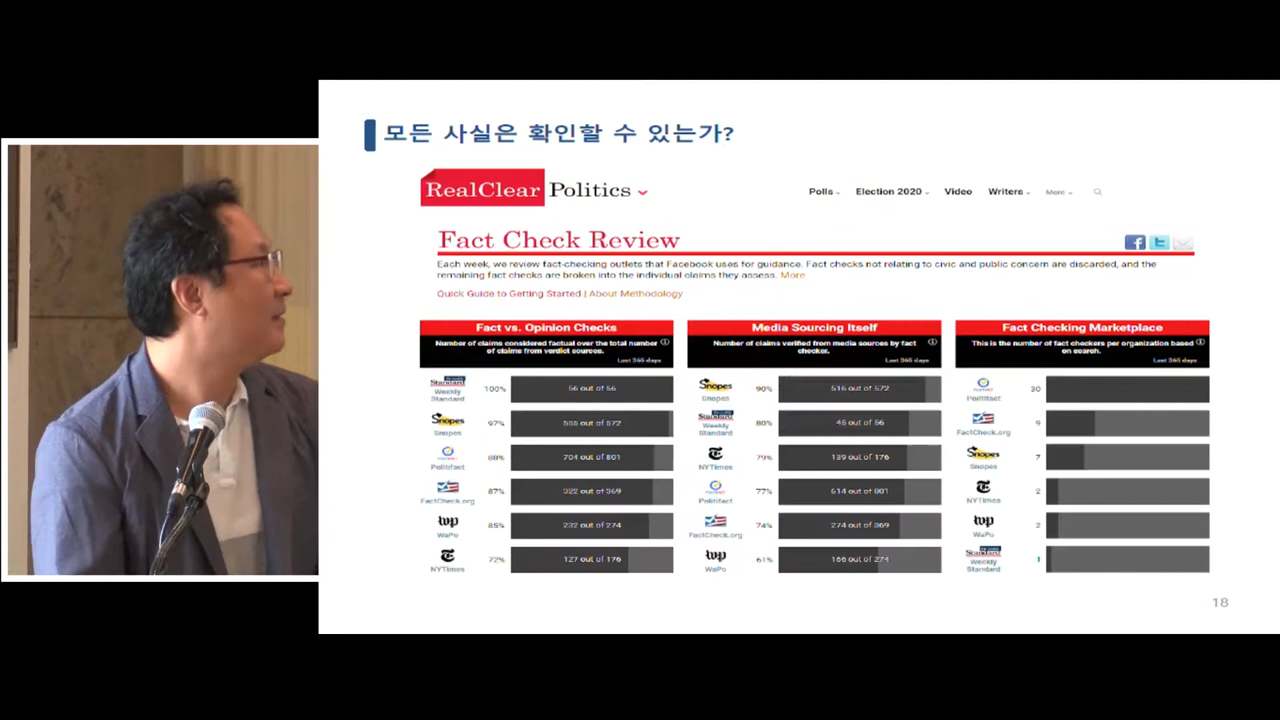 모든 사실은 확인할 수 있는가?
RealClear Politics
Polls
Election 2020
Video
Writers
More
Fact Check Review
Each week, we review fact-checking outlets that Facebook uses for guidance. Fact checks not relating to civic and public concern are discarded, and the
remaining fact checks are broken into the individual claims they assess. More
Quick Guide to Getting Started | About Methodology
Fact vs. Opinion Checks
Number of claims considered factual over the total number
of claims from verdict sources.
Last 365 days
Standard
Weekly
Standard
100%
56 out of 56
Snopes
Snopes
97%
555 out of 572
Politifact
88%
704 out of 801
FactCheck.org
87%
322 out of 369
wp
WaPo
85%
232 out of 274
NYTimes
72%
127 out of 176
Media Sourcing Itself
Number of claims verified from media sources by fact
checker.
Last 365 days
Snopes
Snopes
90%
516 out of 572
Standard
Weekly
Standard
80%
45 out of 56
NYTimes
79%
139 out of 176
Politifact
77%
614 out of 801
FactCheck.org
74%
274 out of 369
wp
WaPo
61%
166 out of 274
Fact Checking Marketplace
This is the number of fact checkers per organization based
on search.
Last 365 days
Politifact
30
FactCheck.org
9
Snopes
Snopes
7
NYTimes
2
wp
WaPo
2
Standard
Weekly
Standard
1
18